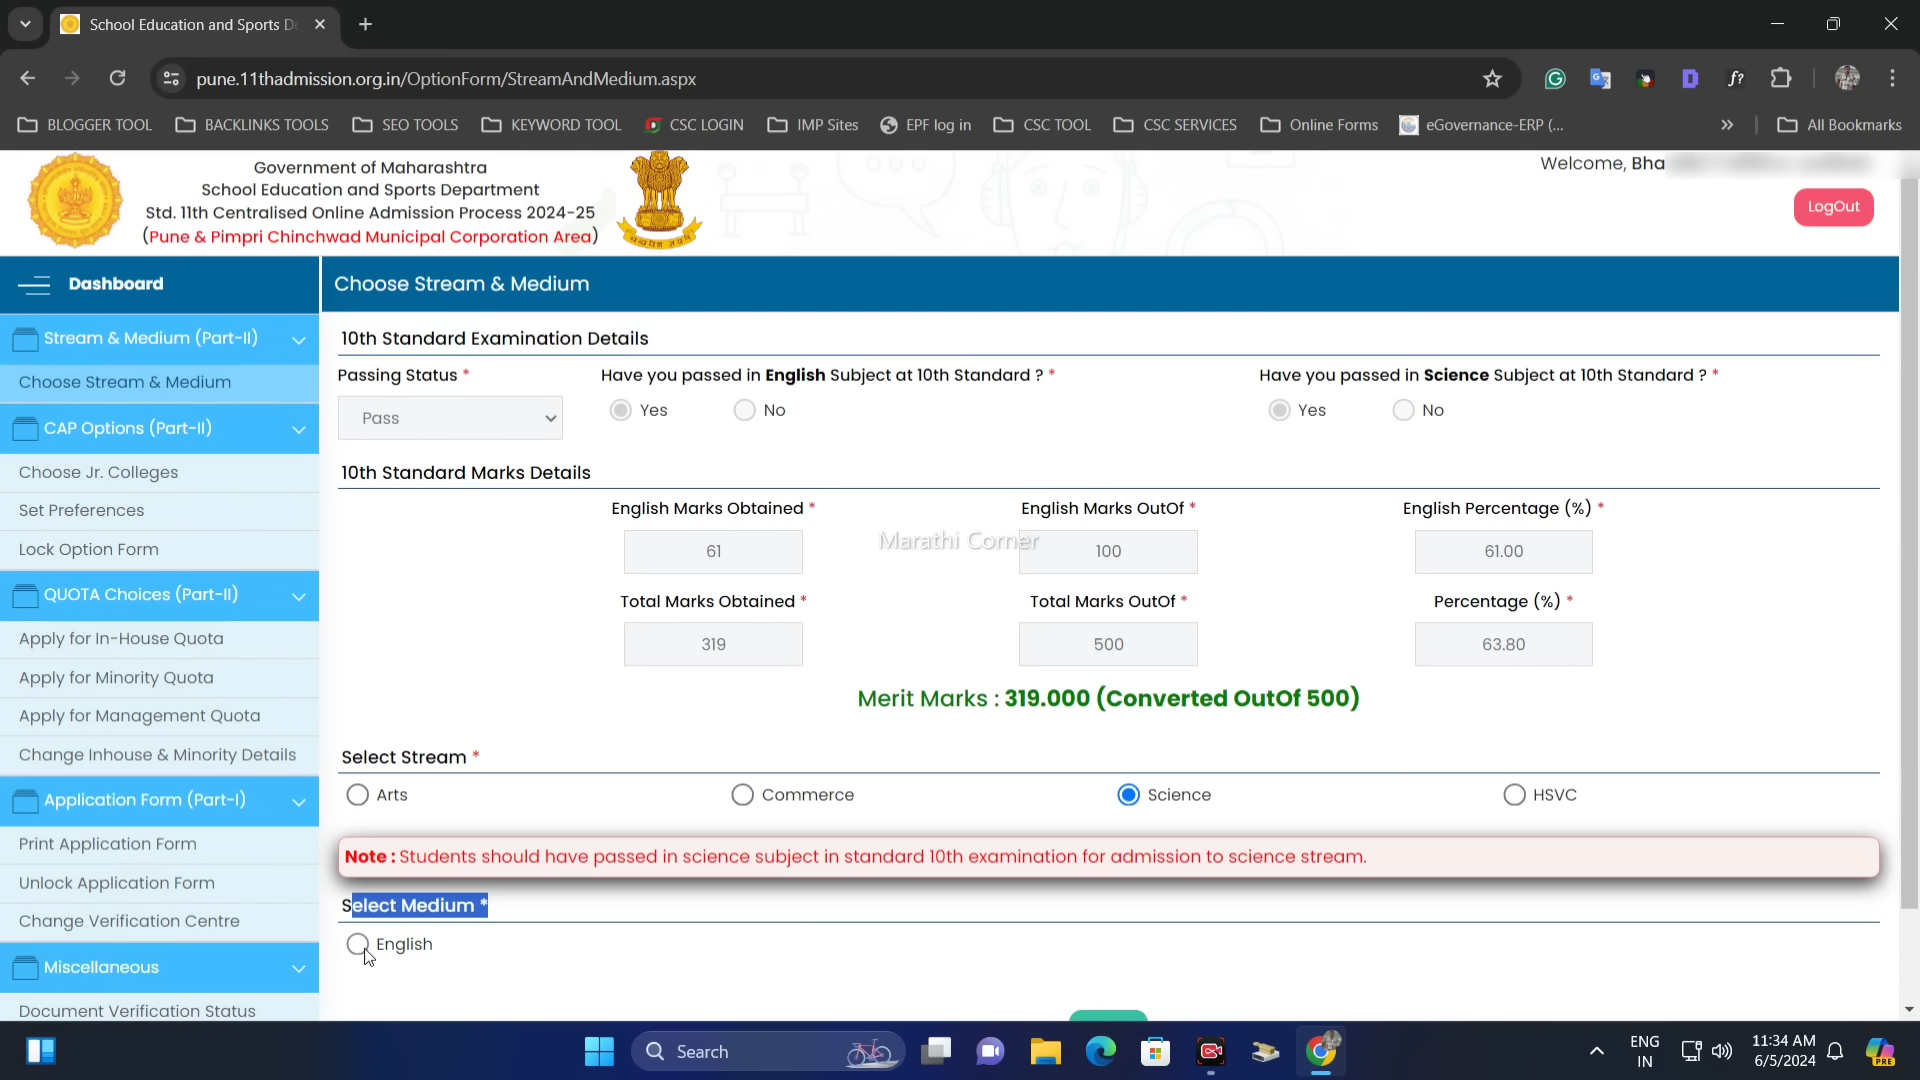 School Education and Sports D
pune.11thadmission.org.in/OptionForm/StreamAndMedium.aspx
BLOGGER TOOL BACKLINKS TOOLS SEO TOOLS KEYWORD TOOL CSC LOGIN IMP Sites EPF log in CSC TOOL CSC SERVICES Online Forms eGovernance-ERP (... » All Bookmarks
Government of Maharashtra
School Education and Sports Department
Std. 11th Centralised Online Admission Process 2024-25
(Pune & Pimpri Chinchwad Municipal Corporation Area)
Welcome, Bha
LogOut
Dashboard
Stream & Medium (Part-II)
Choose Stream & Medium
CAP Options (Part-II)
Choose Jr. Colleges
Set Preferences
Lock Option Form
QUOTA Choices (Part-II)
Apply for In-House Quota
Apply for Minority Quota
Apply for Management Quota
Change Inhouse & Minority Details
Application Form (Part-I)
Print Application Form
Unlock Application Form
Change Verification Centre
Miscellaneous
Document Verification Status
Choose Stream & Medium
10th Standard Examination Details
Passing Status * Have you passed in English Subject at 10th Standard ? * Have you passed in Science Subject at 10th Standard ? *
Pass Yes No Yes No
10th Standard Marks Details
English Marks Obtained * English Marks OutOf * English Percentage (%) *
Marathi Corner
61 100 61.00
Total Marks Obtained * Total Marks OutOf * Percentage (%) *
319 500 63.80
Merit Marks : 319.000 (Converted OutOf 500)
Select Stream *
Arts Commerce Science HSVC
Note : Students should have passed in science subject in standard 10th examination for admission to science stream.
Select Medium *
English
Search
ENG
IN
11:34 AM
6/5/2024
PRE